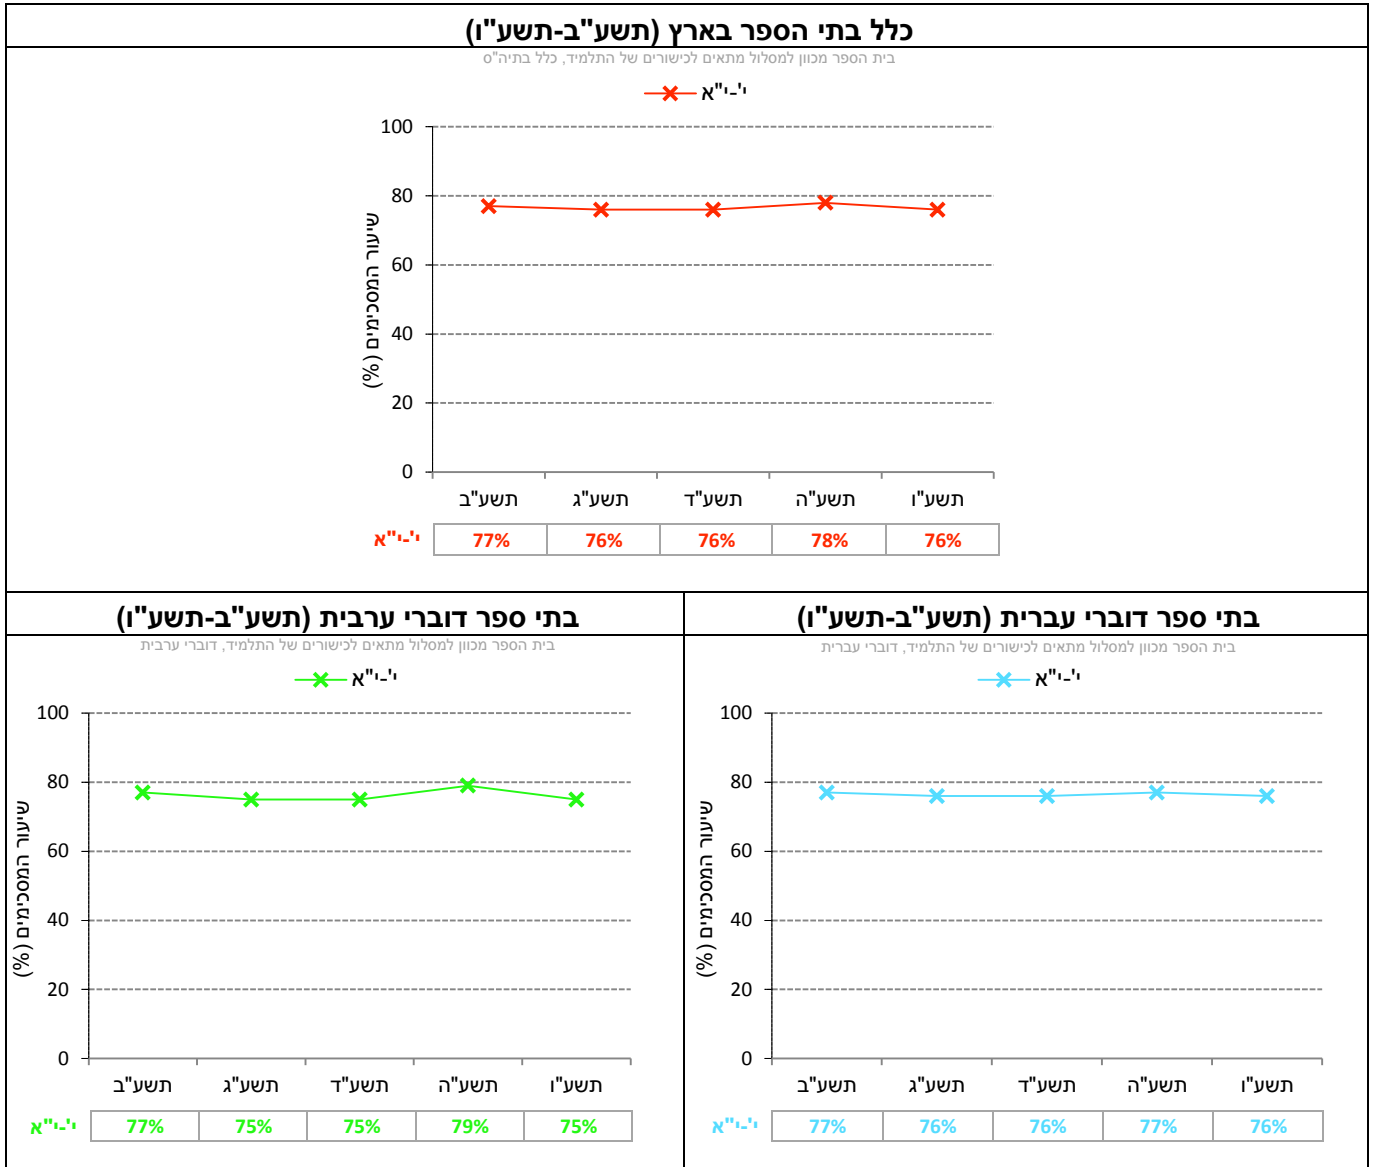 כלל בתי הספר בארץ (תשע"ב-תשע"ו)
בית הספר מכוון למסלול מתאים לכישורים של התלמיד, כלל בתיה"ס
י'-י"א
שיעור המסכימים (%)
100
80
60
40
20
0
תשע"ב תשע"ג תשע"ד תשע"ה תשע"ו
י'-י"א 77% 76% 76% 78% 76%
בתי ספר דוברי עברית (תשע"ב-תשע"ו)
בית הספר מכוון למסלול מתאים לכישורים של התלמיד, דוברי עברית
י'-י"א
שיעור המסכימים (%)
100
80
60
40
20
0
תשע"ב תשע"ג תשע"ד תשע"ה תשע"ו
י'-י"א 77% 76% 76% 77% 76%
בתי ספר דוברי ערבית (תשע"ב-תשע"ו)
בית הספר מכוון למסלול מתאים לכישורים של התלמיד, דוברי ערבית
י'-י"א
שיעור המסכימים (%)
100
80
60
40
20
0
תשע"ב תשע"ג תשע"ד תשע"ה תשע"ו
י'-י"א 77% 75% 75% 79% 75%